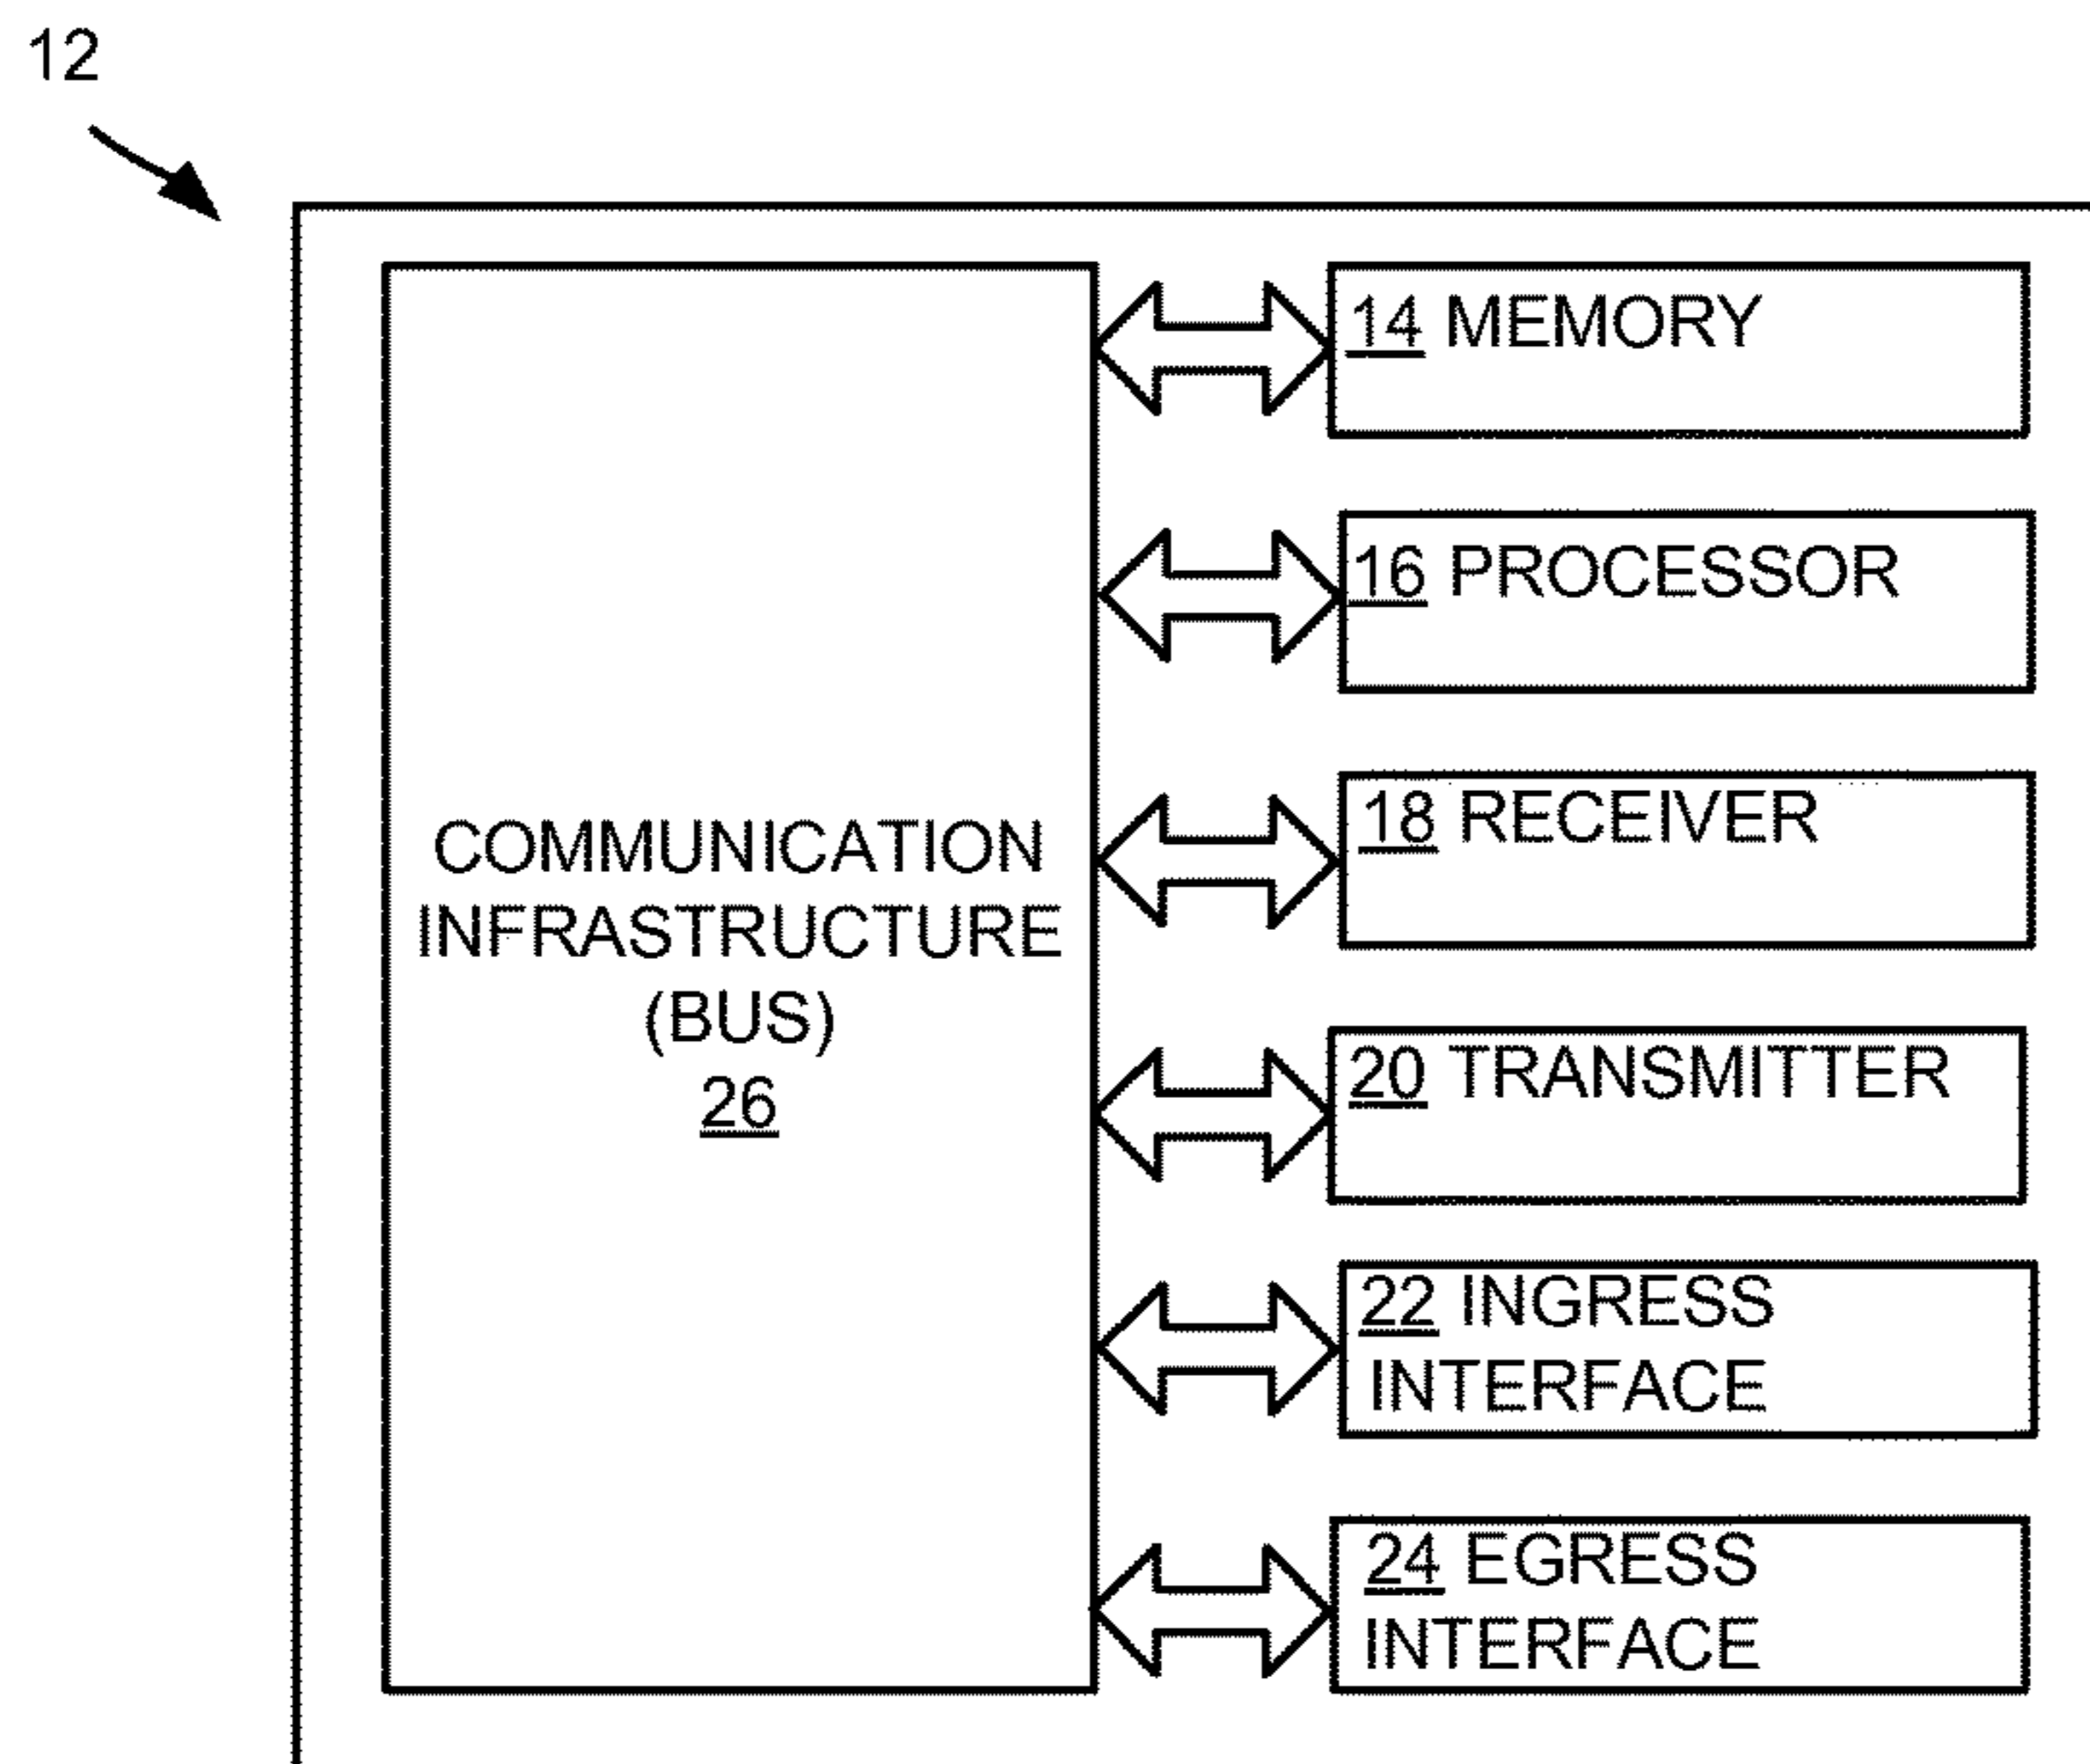 12
14 MEMORY
16 PROCESSOR
18 RECEIVER
COMMUNICATION
INFRASTRUCTURE
(BUS)
26
20 TRANSMITTER
22 INGRESS
INTERFACE
24 EGRESS
INTERFACE